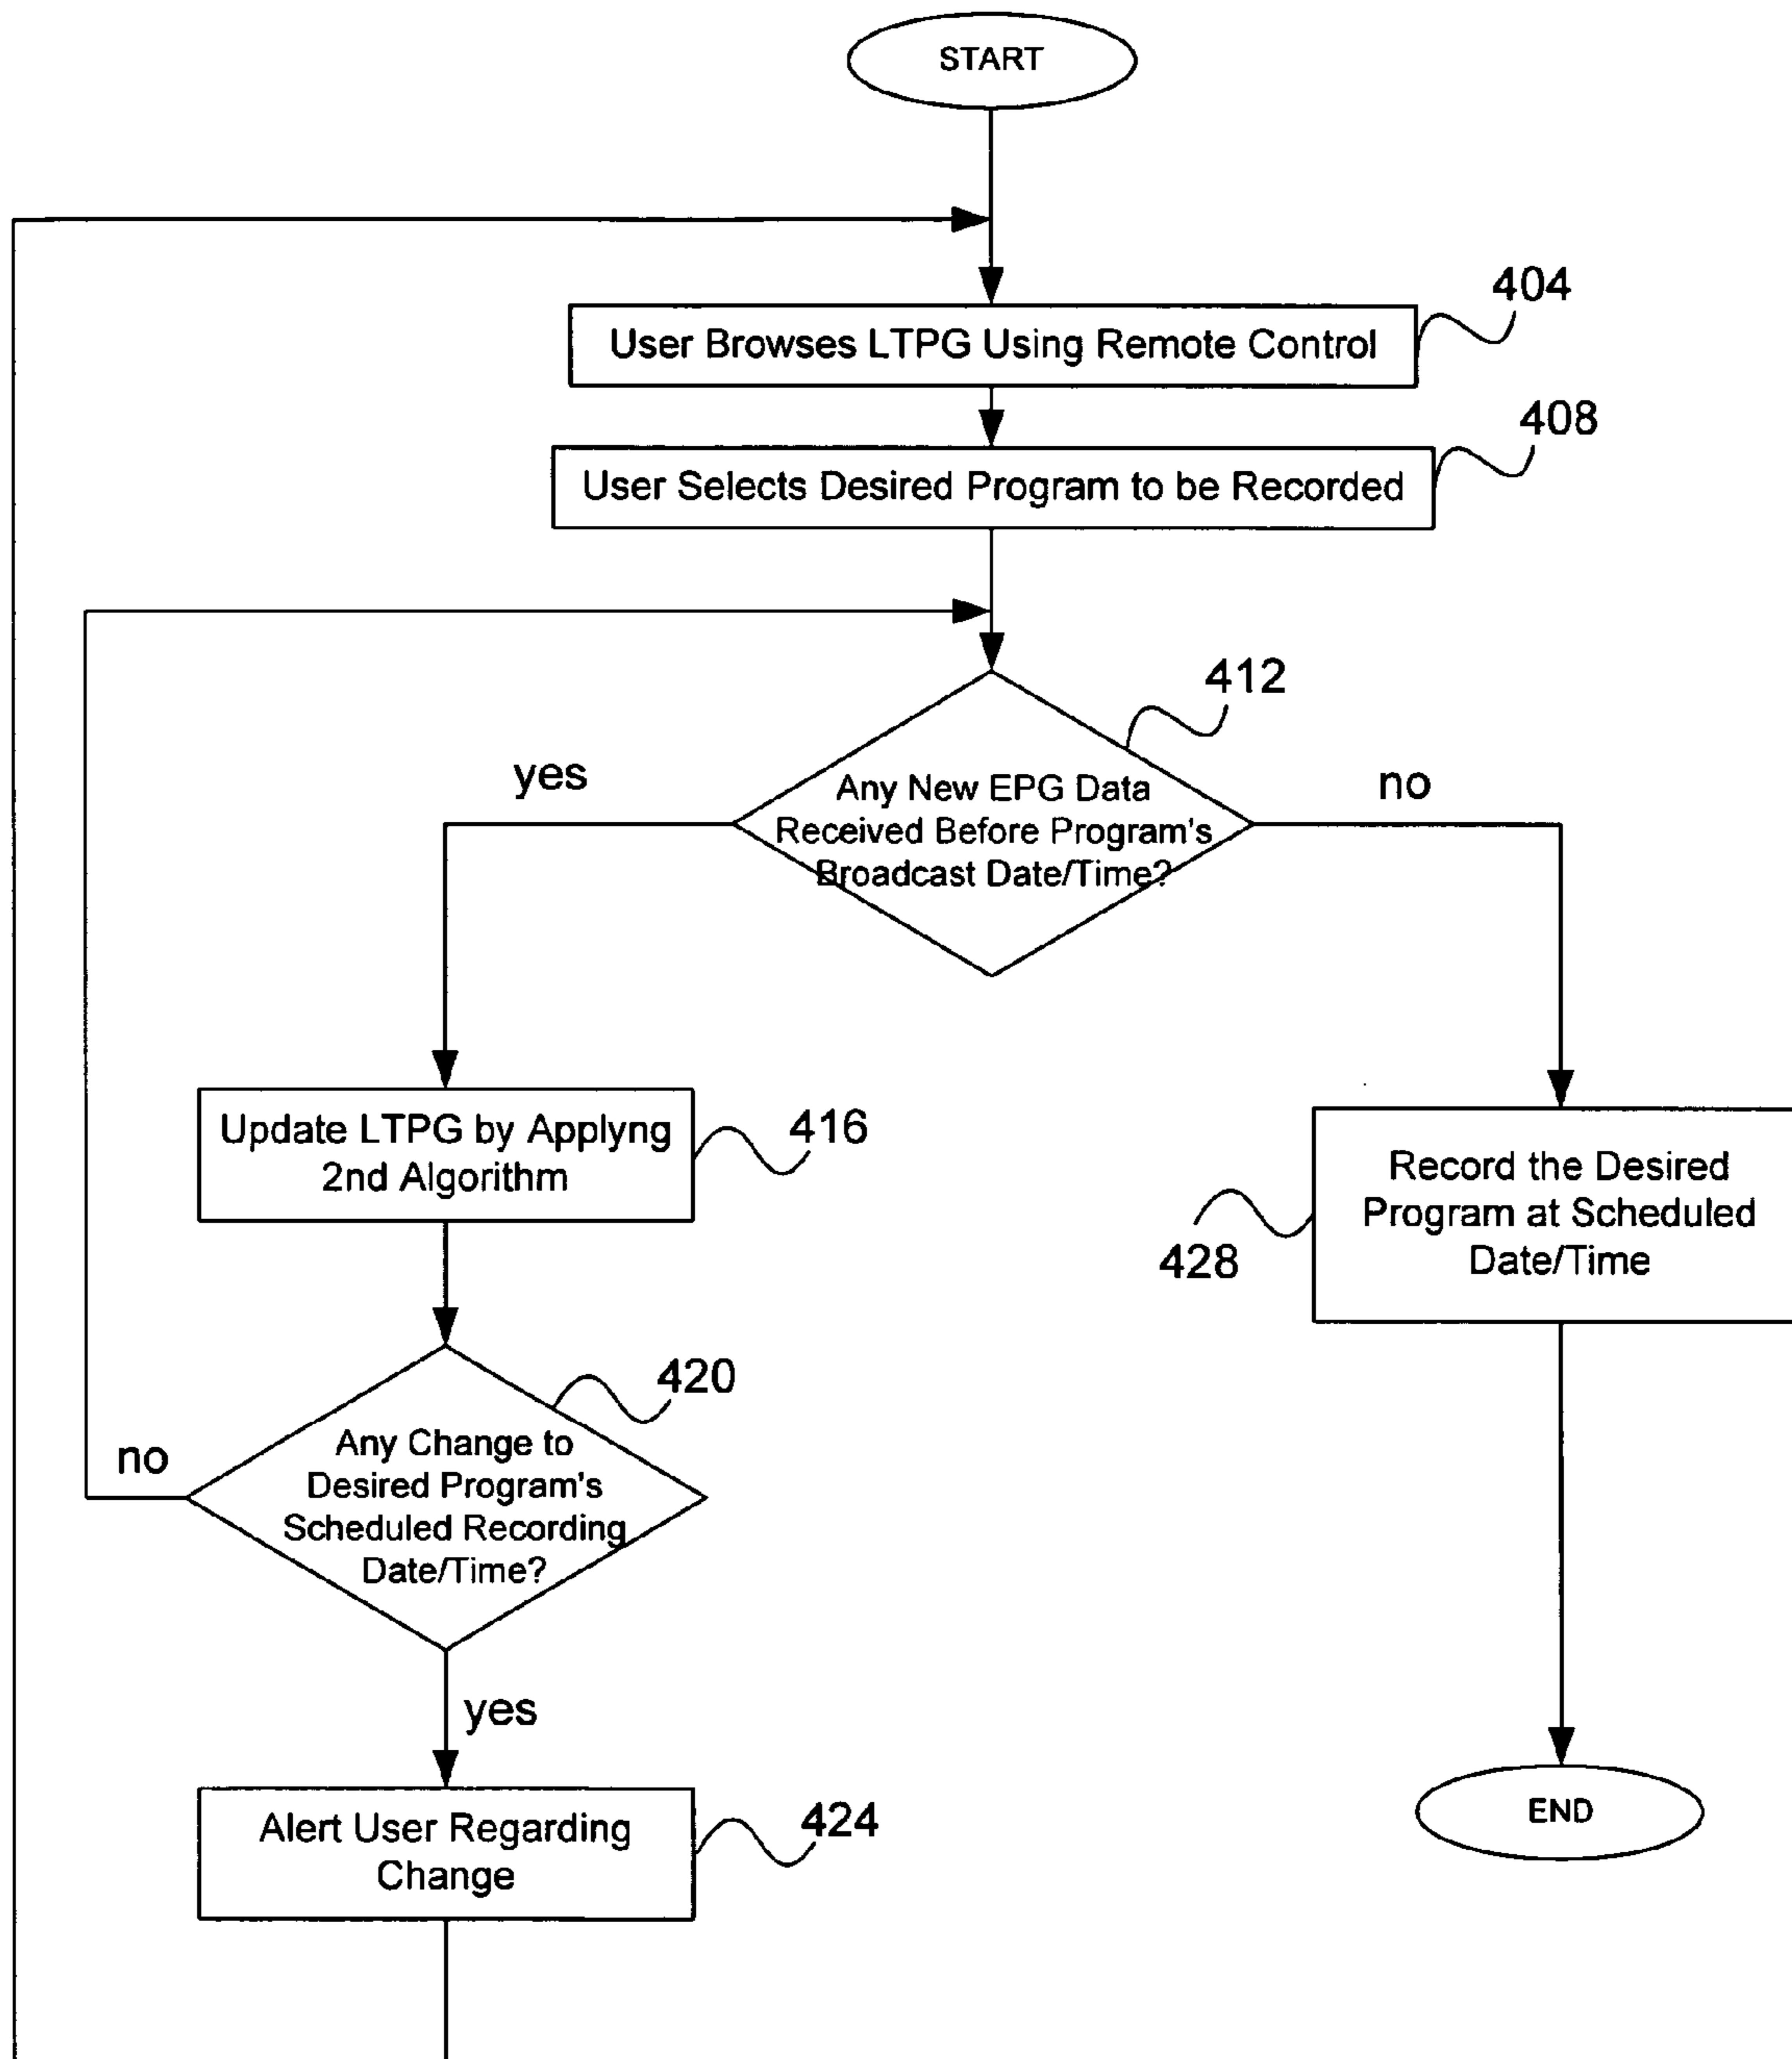 START
404
User Browses LTPG Using Remote Control
408
User Selects Desired Program to be Recorded
412
yes
no
Any New EPG Data
Received Before Program's
Broadcast Date/Time?
Update LTPG by Applyng
2nd Algorithm
416
Record the Desired
Program at Scheduled
Date/Time
428
420
no
Any Change to
Desired Program's
Scheduled Recording
Date/Time?
yes
Alert User Regarding
Change
424
END